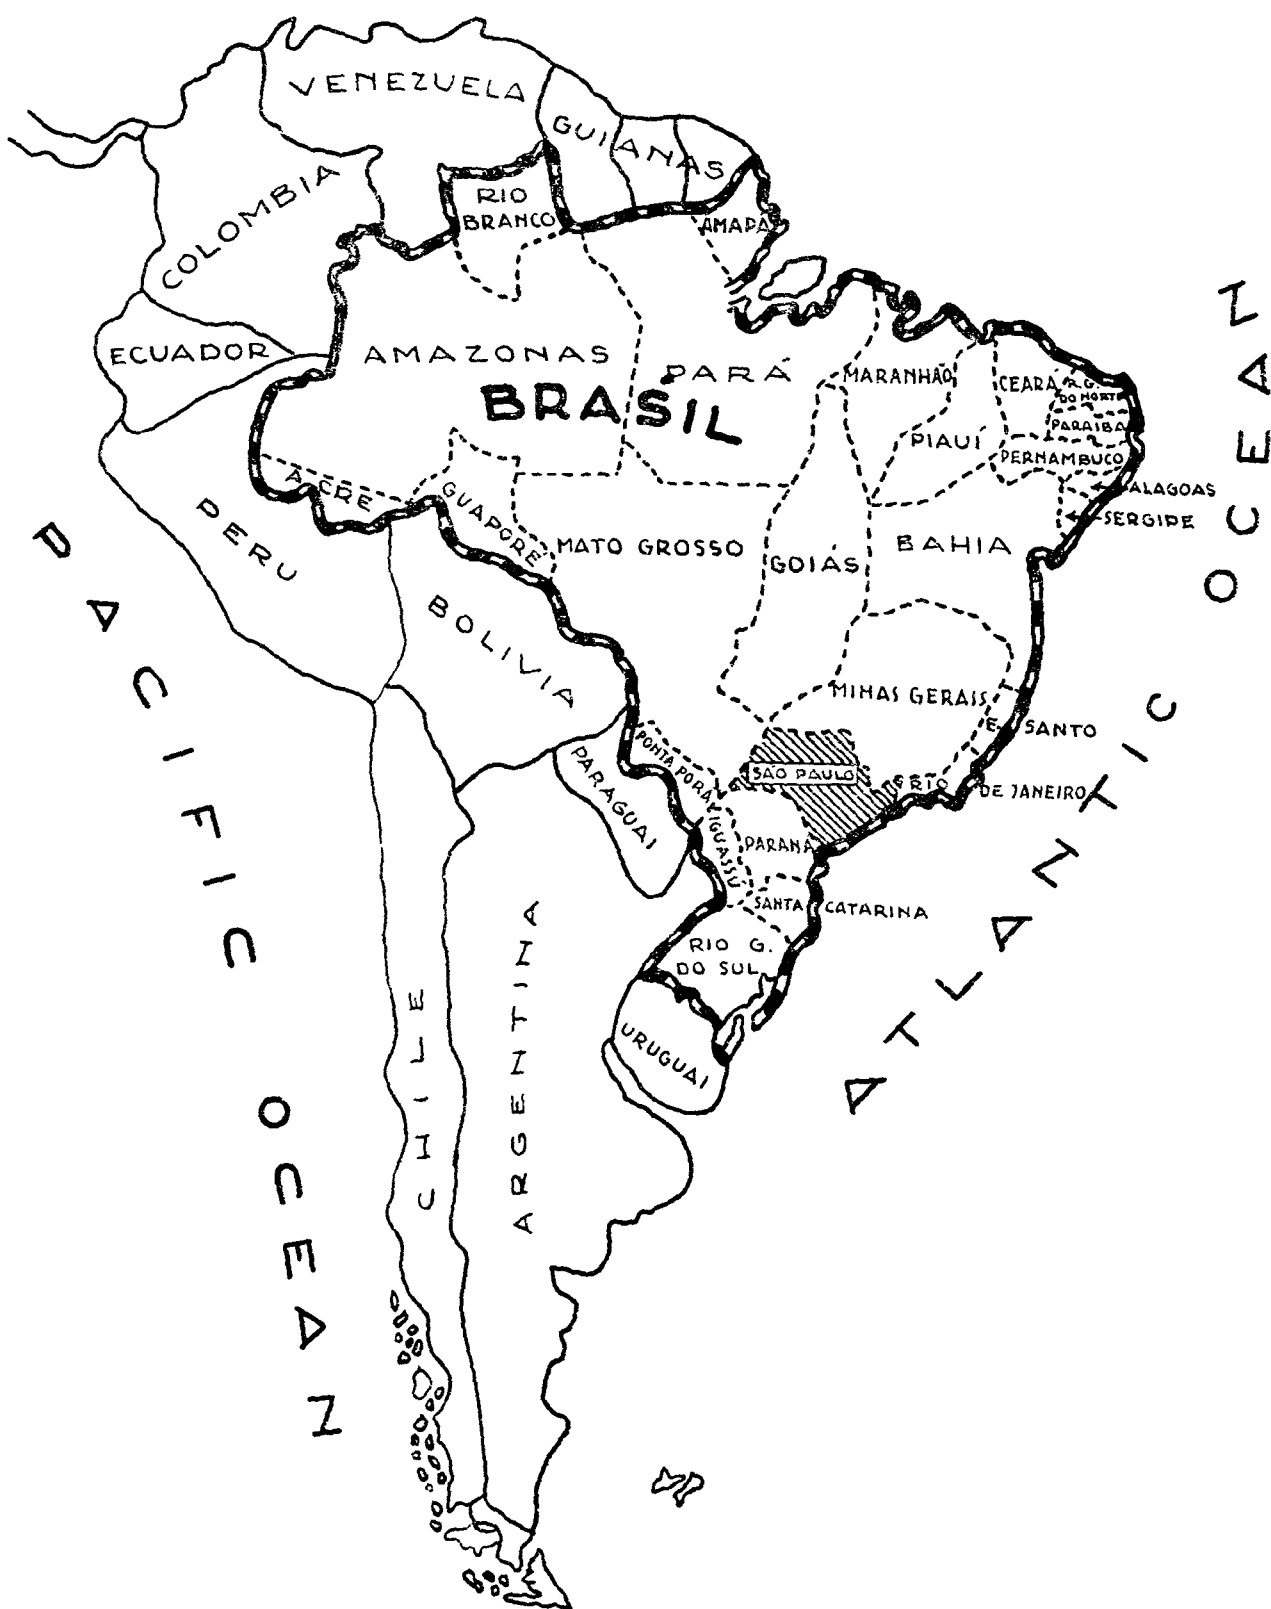 VENEZUELA
GUIANAS
COLOMBIA
RIO
BRANCO
AMAPÁ
ECUADOR
AMAZONAS
PARÁ
MARANHÃO
CEARÁ
R.G.
DO NORTE
BRASIL
PARAIBA
PIAUÍ
PERNAMBUCO
ACRE
GUAPORÉ
ALAGOAS
SERGIPE
PERU
MATO GROSSO
GOIÁS
BAHIA
BOLIVIA
MINAS GERAIS
E. SANTO
PONTA PORÃ
SÃO PAULO
RIO DE JANEIRO
PARAGUAI
IGUASSÚ
PARANÁ
SANTA CATARINA
RIO G.
DO SUL
URUGUAI
CHILE
ARGENTINA
PACIFIC OCEAN
ATLANTIC OCEAN